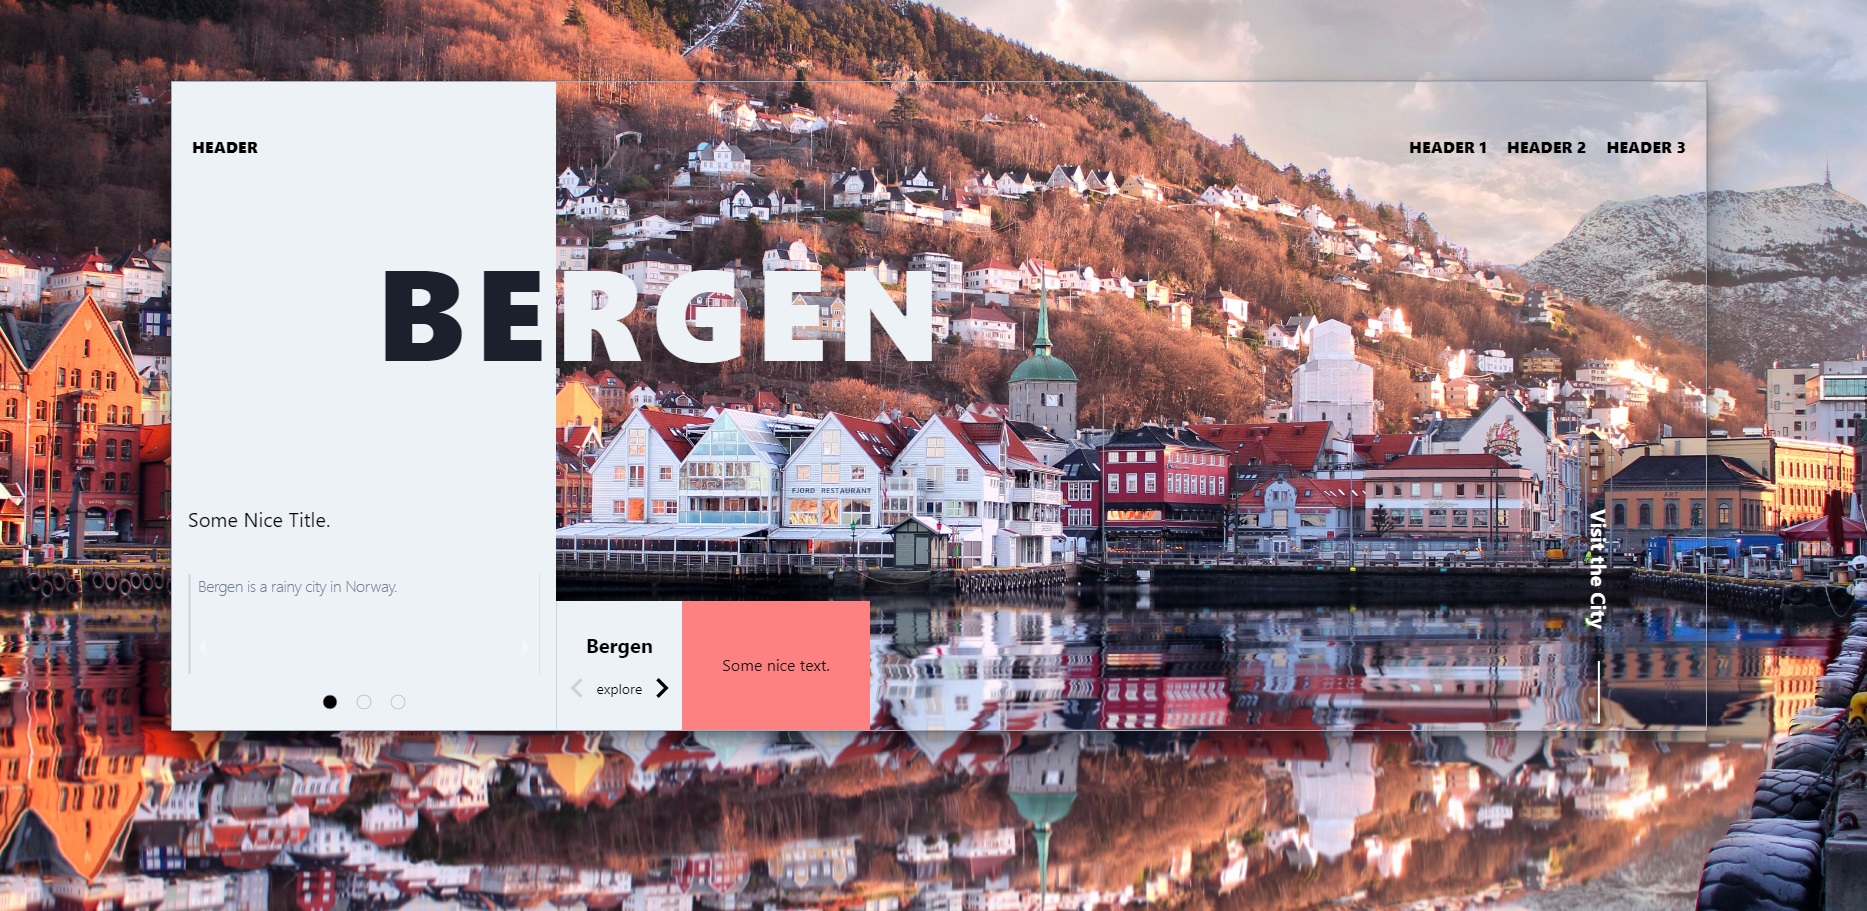 HEADER
HEADER 1
HEADER 2
HEADER 3
BERGEN
Some Nice Title.
Bergen is a rainy city in Norway.
Bergen
explore
Some nice text.
Visit the City
FJORD RESTAURANT
ART